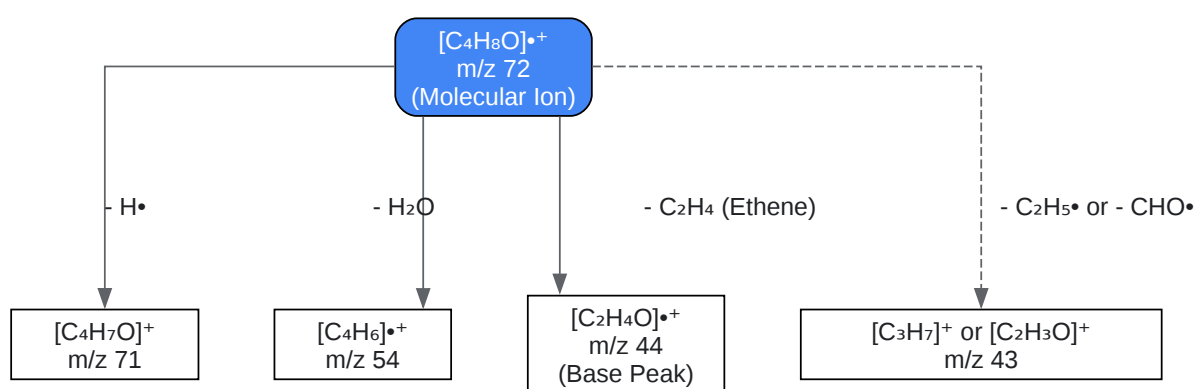 [C₄H₈O]•⁺
m/z 72
(Molecular Ion)
- H•
- H₂O
- C₂H₄ (Ethene)
- C₂H₅• or - CHO•
[C₄H₇O]⁺
m/z 71
[C₄H₆]•⁺
m/z 54
[C₂H₄O]•⁺
m/z 44
(Base Peak)
[C₃H₇]⁺ or [C₂H₃O]⁺
m/z 43